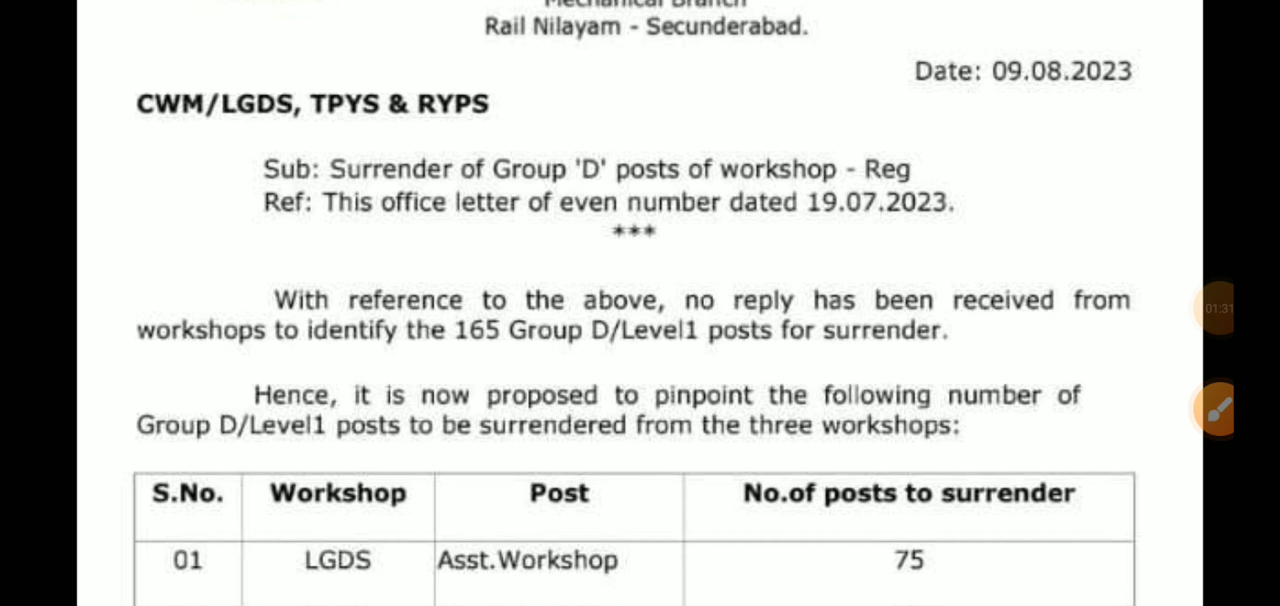 Mechanical Branch
Rail Nilayam - Secunderabad.
Date: 09.08.2023
CWM/LGDS, TPYS & RYPS
Sub: Surrender of Group 'D' posts of workshop - Reg
Ref: This office letter of even number dated 19.07.2023.
***
With reference to the above, no reply has been received from
workshops to identify the 165 Group D/Level1 posts for surrender.
Hence, it is now proposed to pinpoint the following number of
Group D/Level1 posts to be surrendered from the three workshops:
S.No. Workshop Post No.of posts to surrender
01 LGDS Asst.Workshop 75
01:31